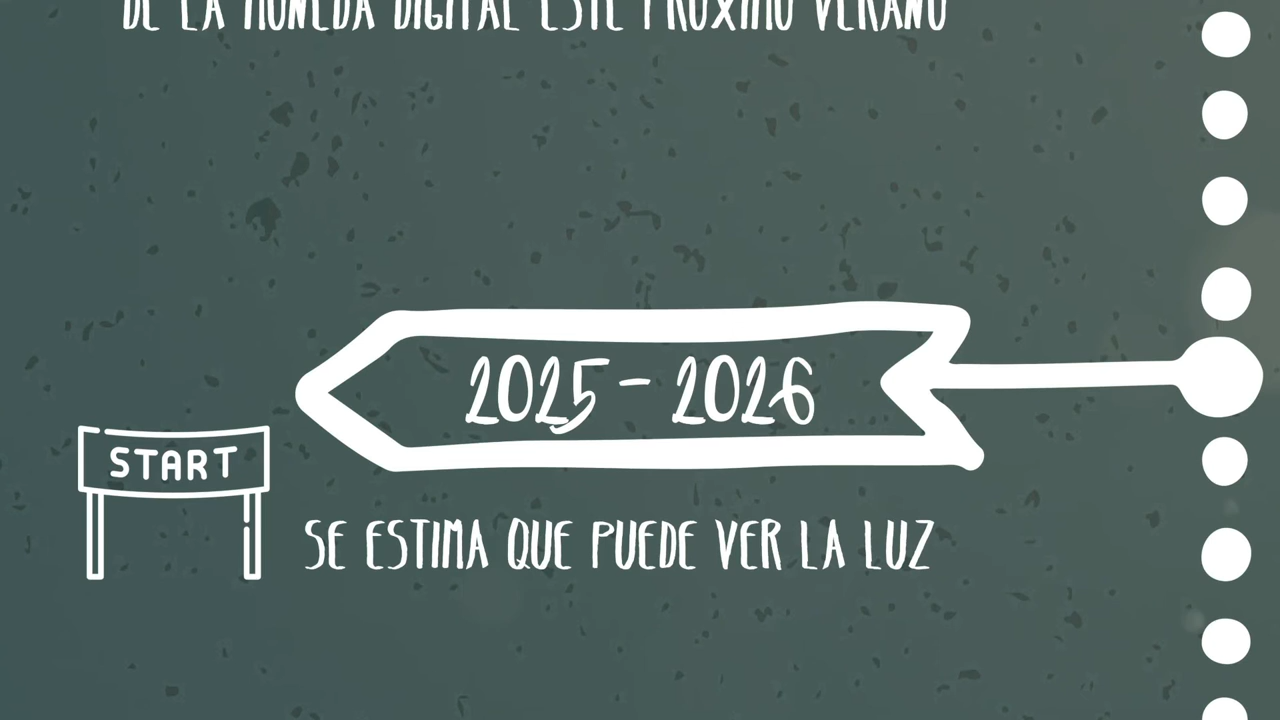 DE LA MONEDA DIGITAL ESTE PRÓXIMO VERANO
2025 - 2026
START
SE ESTIMA QUE PUEDE VER LA LUZ